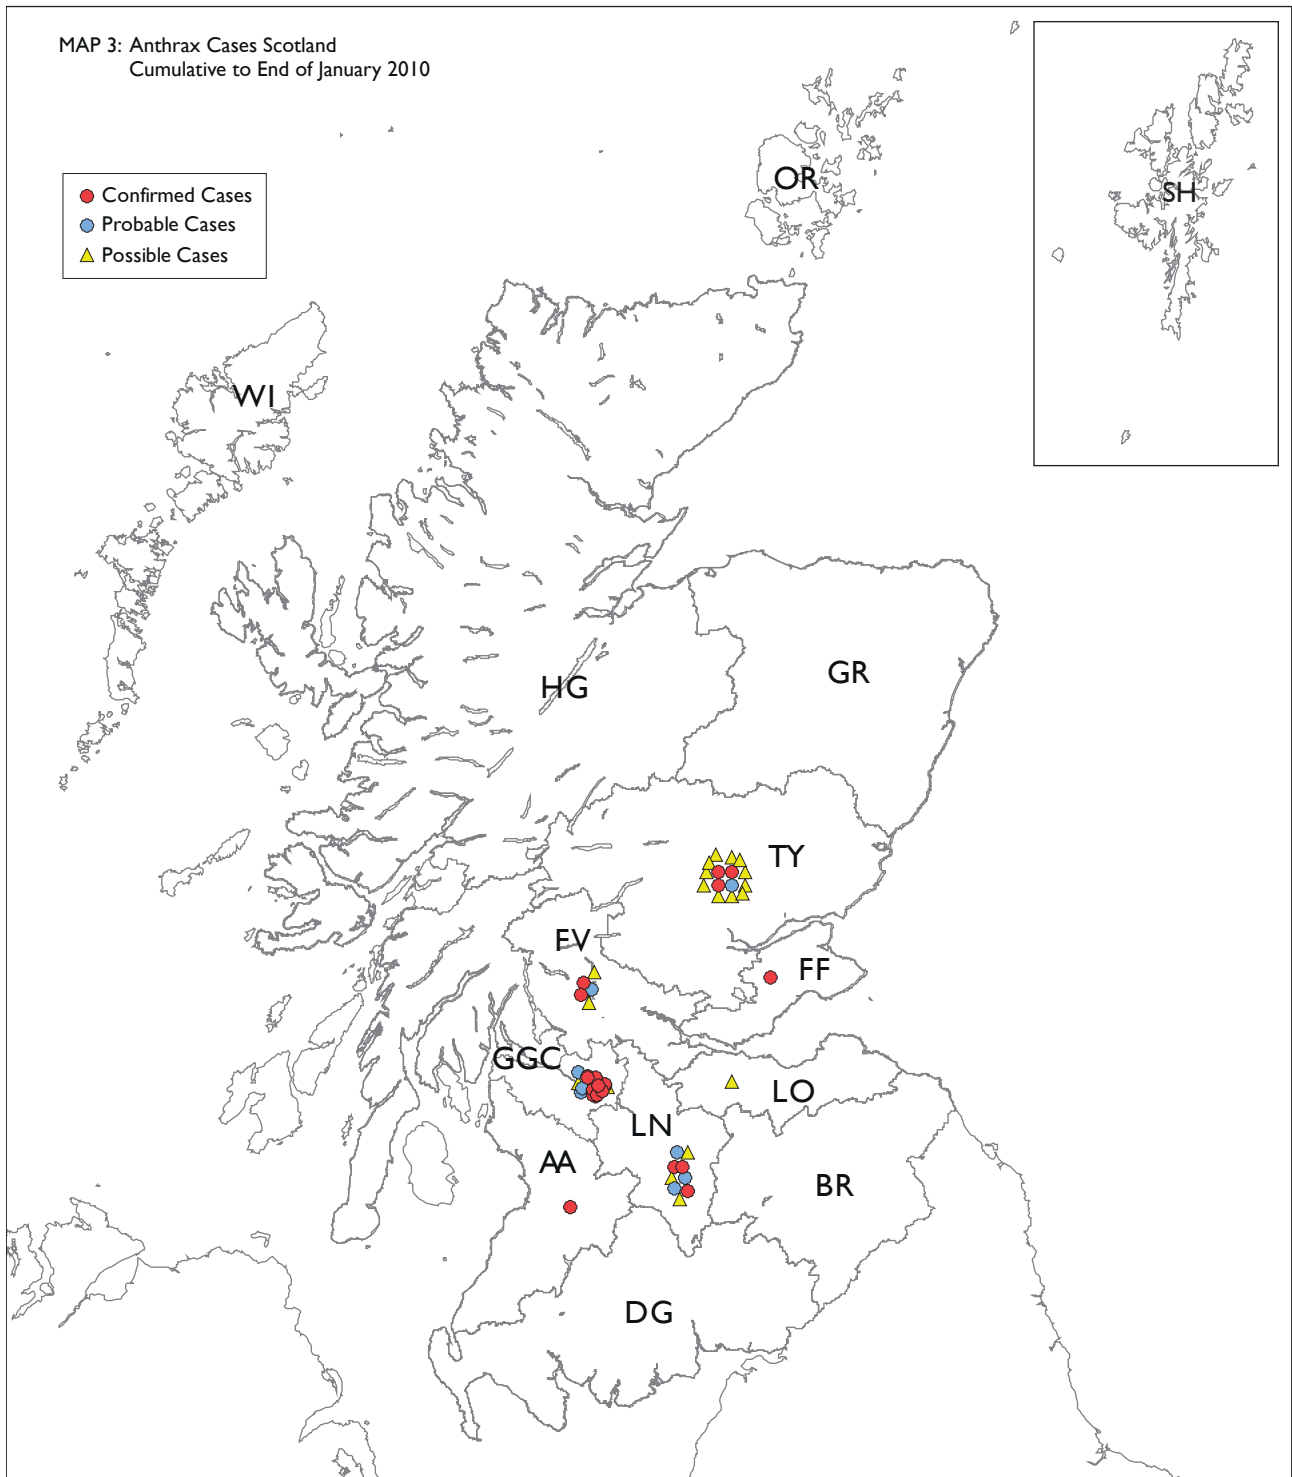 MAP 3: Anthrax Cases Scotland
Cumulative to End of January 2010
Confirmed Cases
Probable Cases
Possible Cases
OR
SH
WI
HG
GR
TY
FV
FF
GGC
LO
LN
AA
BR
DG